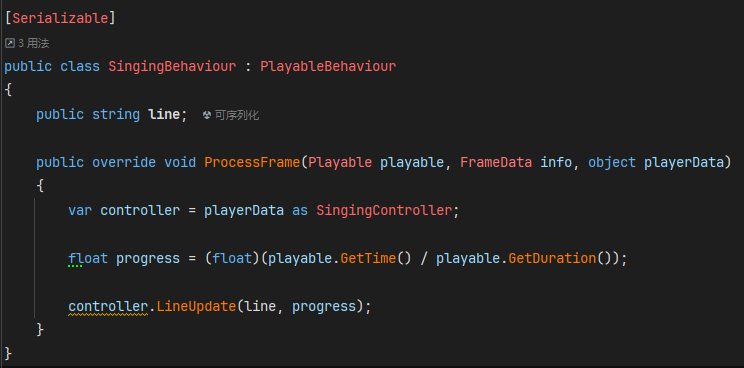 [Serializable]
3 用法
public class SingingBehaviour : PlayableBehaviour
{
public string line; 可序列化
public override void ProcessFrame(Playable playable, FrameData info, object playerData)
{
var controller = playerData as SingingController;
float progress = (float)(playable.GetTime() / playable.GetDuration());
controller.LineUpdate(line, progress);
}
}